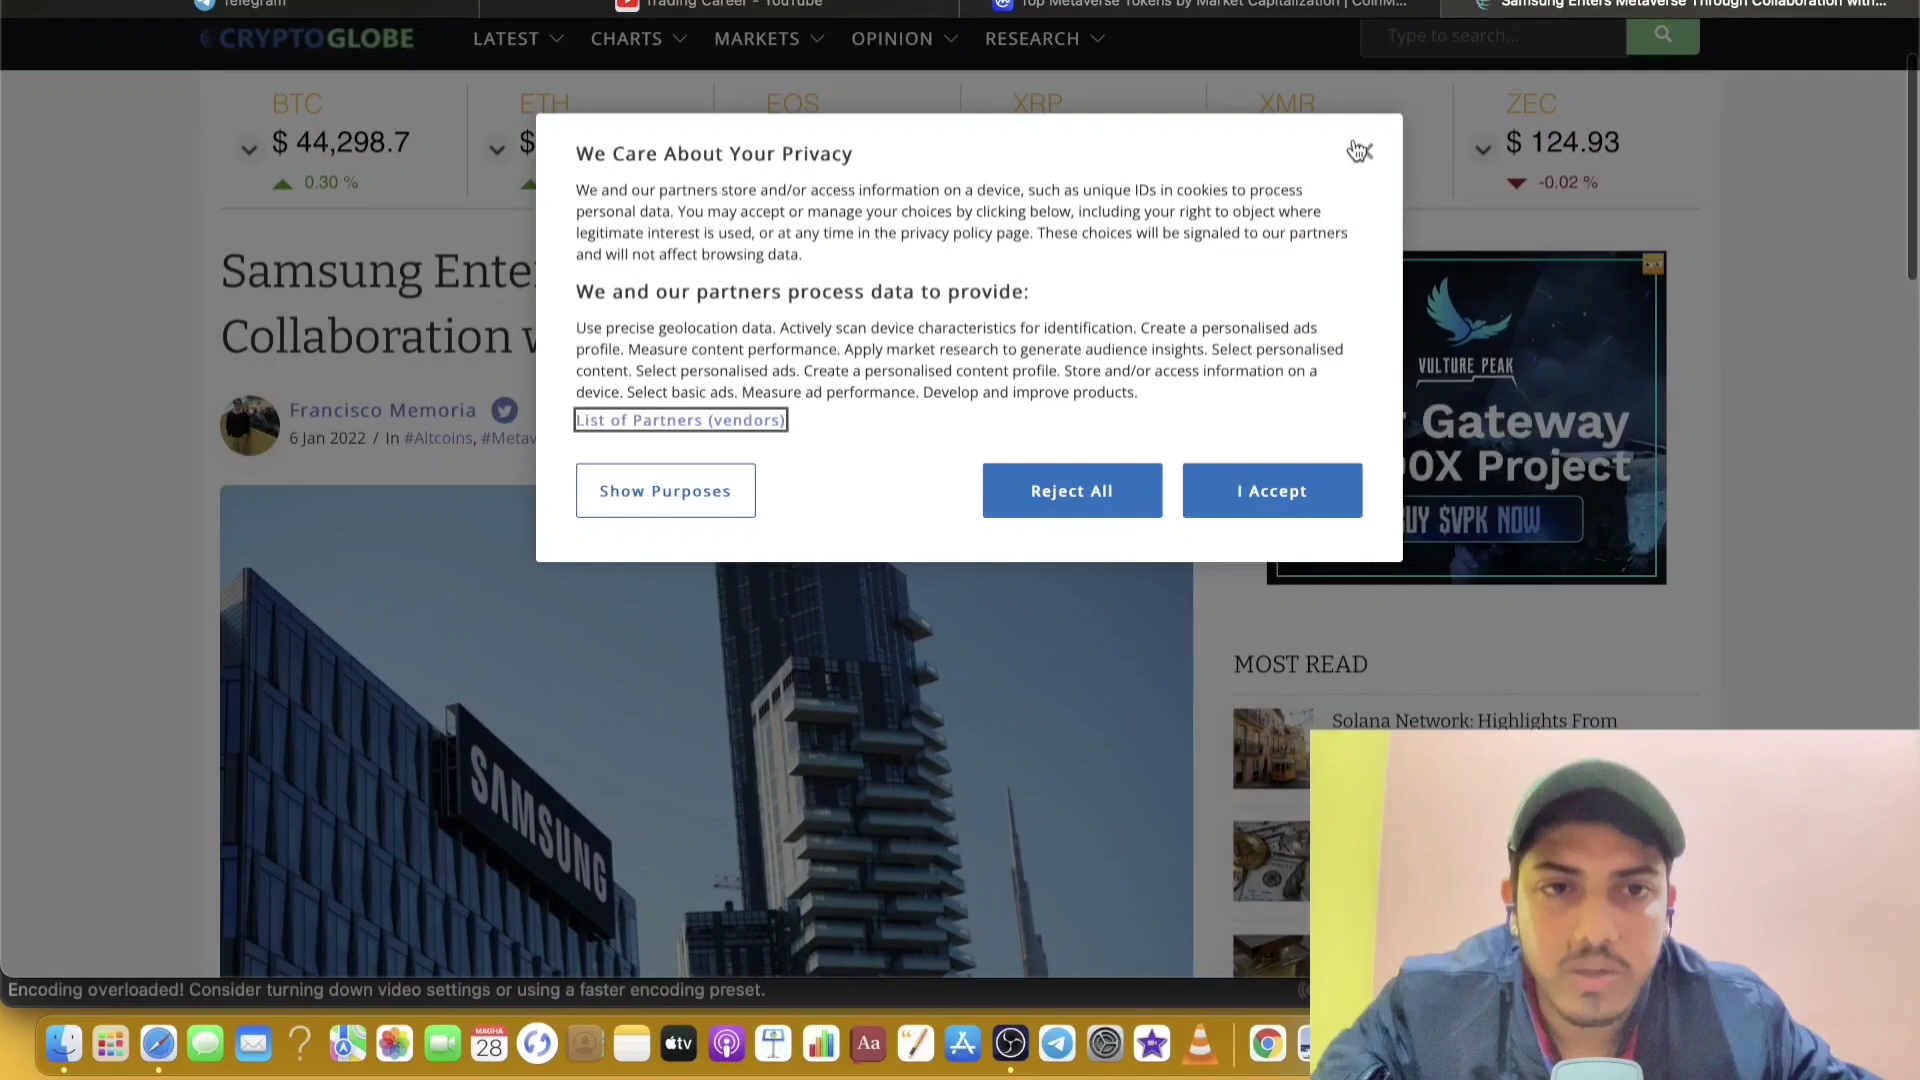 Telegram
Trading Career - YouTube
Top Metaverse Tokens by Market Capitalization | CoinM...
Samsung Enters Metaverse Through Collaboration with...
CRYPTOGLOBE
LATEST
CHARTS
MARKETS
OPINION
RESEARCH
Type to search...
BTC
$ 44,298.7
0.30 %
ETH
$
EOS
XRP
XMR
ZEC
$ 124.93
-0.02 %
Samsung Ente
Collaboration w
Francisco Memoria
6 Jan 2022 / In #Altcoins, #Metav
We Care About Your Privacy
We and our partners store and/or access information on a device, such as unique IDs in cookies to process
personal data. You may accept or manage your choices by clicking below, including your right to object where
legitimate interest is used, or at any time in the privacy policy page. These choices will be signaled to our partners
and will not affect browsing data.
We and our partners process data to provide:
Use precise geolocation data. Actively scan device characteristics for identification. Create a personalised ads
profile. Measure content performance. Apply market research to generate audience insights. Select personalised
content. Select personalised ads. Create a personalised content profile. Store and/or access information on a
device. Select basic ads. Measure ad performance. Develop and improve products.
List of Partners (vendors)
Show Purposes
Reject All
I Accept
VULTURE PEAK
Gateway
00X Project
BUY $VPK NOW
SAMSUNG
MOST READ
Solana Network: Highlights From
Encoding overloaded! Consider turning down video settings or using a faster encoding preset.
MAGHA
28
tv
Aa